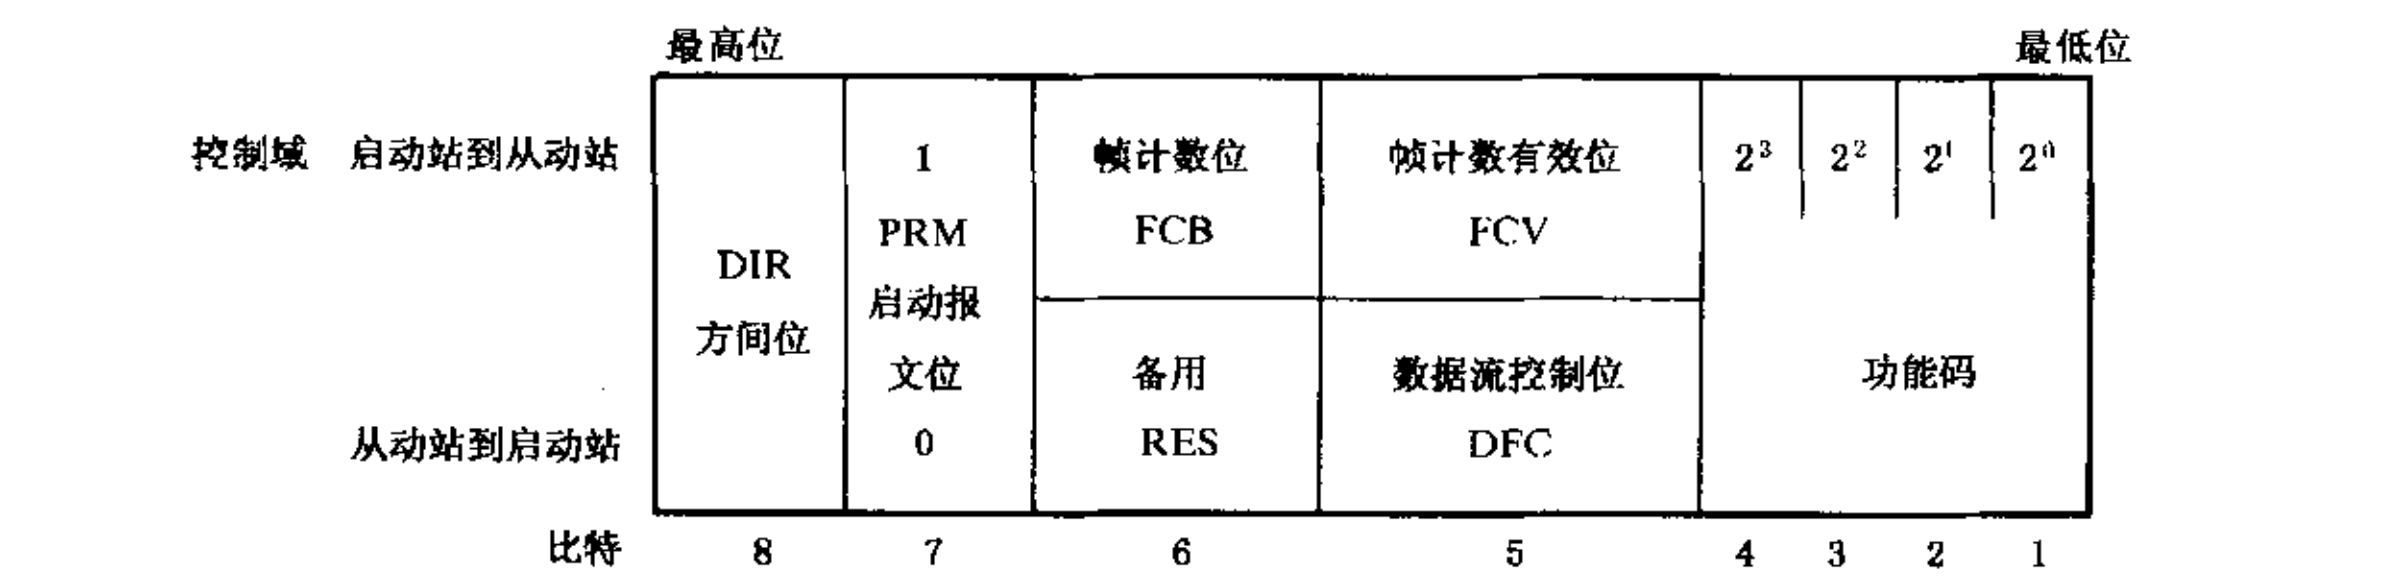 最高位 最低位
控制域 启动站到从动站 1 帧计数位 帧计数有效位 2³ 2² 2¹ 2⁰
PRM FCB FCV
DIR
启动报
方间位
文位 备用 数据流控制位 功能码
从动站到启动站 0 RES DFC
比特 8 7 6 5 4 3 2 1